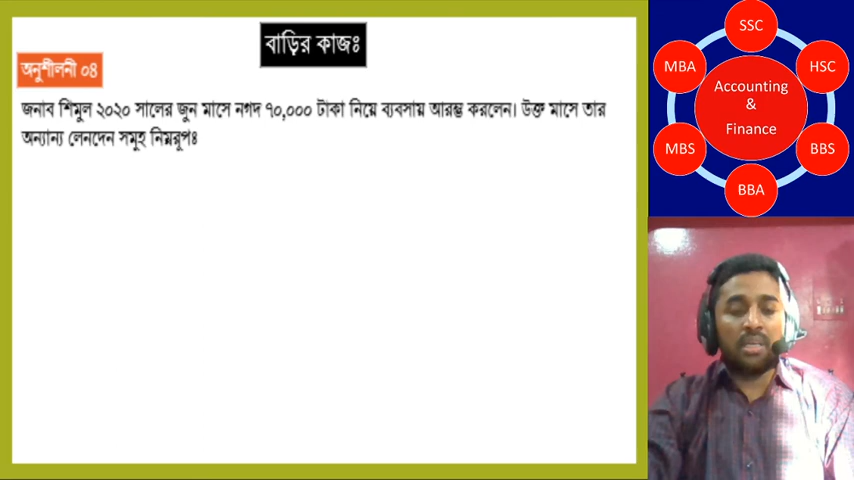 বাড়ির কাজঃ
অনুশীলনী ০৪
জনাব শিমুল ২০২০ সালের জুন মাসে নগদ ৭০,০০০ টাকা নিয়ে ব্যবসায় আরম্ভ করলেন। উক্ত মাসে তার
অন্যান্য লেনদেন সমূহ নিম্নরূপঃ
SSC
MBA
HSC
Accounting
&
Finance
MBS
BBS
BBA